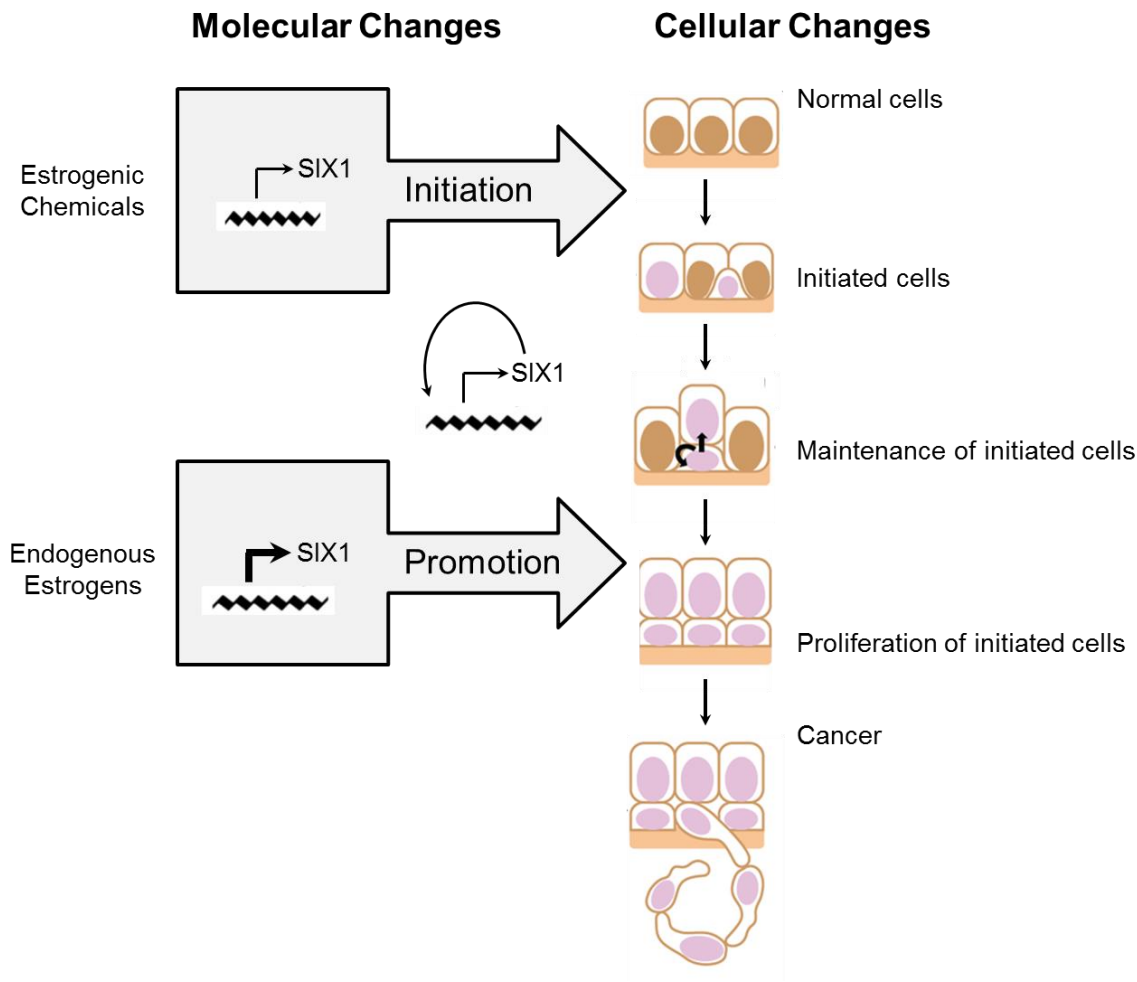 Molecular Changes
Cellular Changes
Estrogenic
Chemicals
SIX1
Initiation
Normal cells
Initiated cells
SIX1
Maintenance of initiated cells
Endogenous
Estrogens
SIX1
Promotion
Proliferation of initiated cells
Cancer